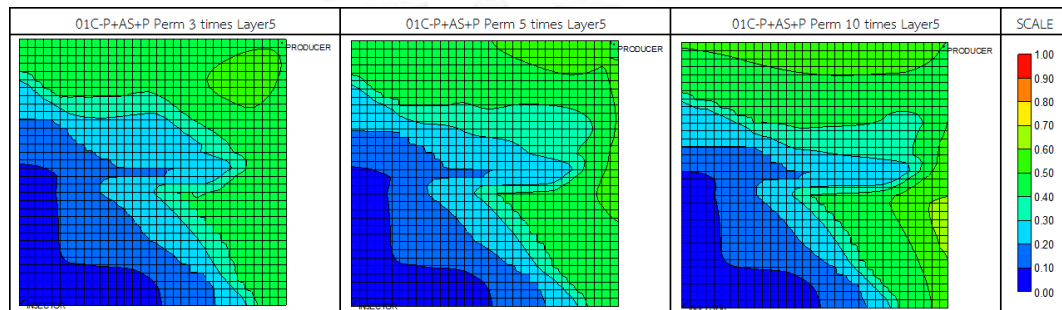 01C-P+AS+P Perm 3 times Layer5
01C-P+AS+P Perm 5 times Layer5
01C-P+AS+P Perm 10 times Layer5
SCALE
PRODUCER
PRODUCER
PRODUCER
1.00
0.90
0.80
0.70
0.60
0.50
0.40
0.30
0.20
0.10
0.00